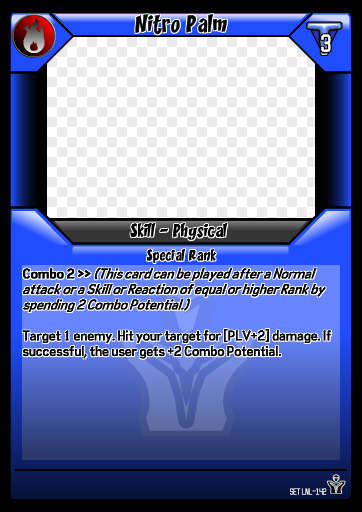 Nitro Palm
3
Skill - Physical
Special Rank
Combo 2 >> (This card can be played after a Normal
attack or a Skill or Reaction of equal or higher Rank by
spending 2 Combo Potential.)
Target 1 enemy. Hit your target for [PLV+2] damage. If
successful, the user gets +2 Combo Potential.
SET LNL-142